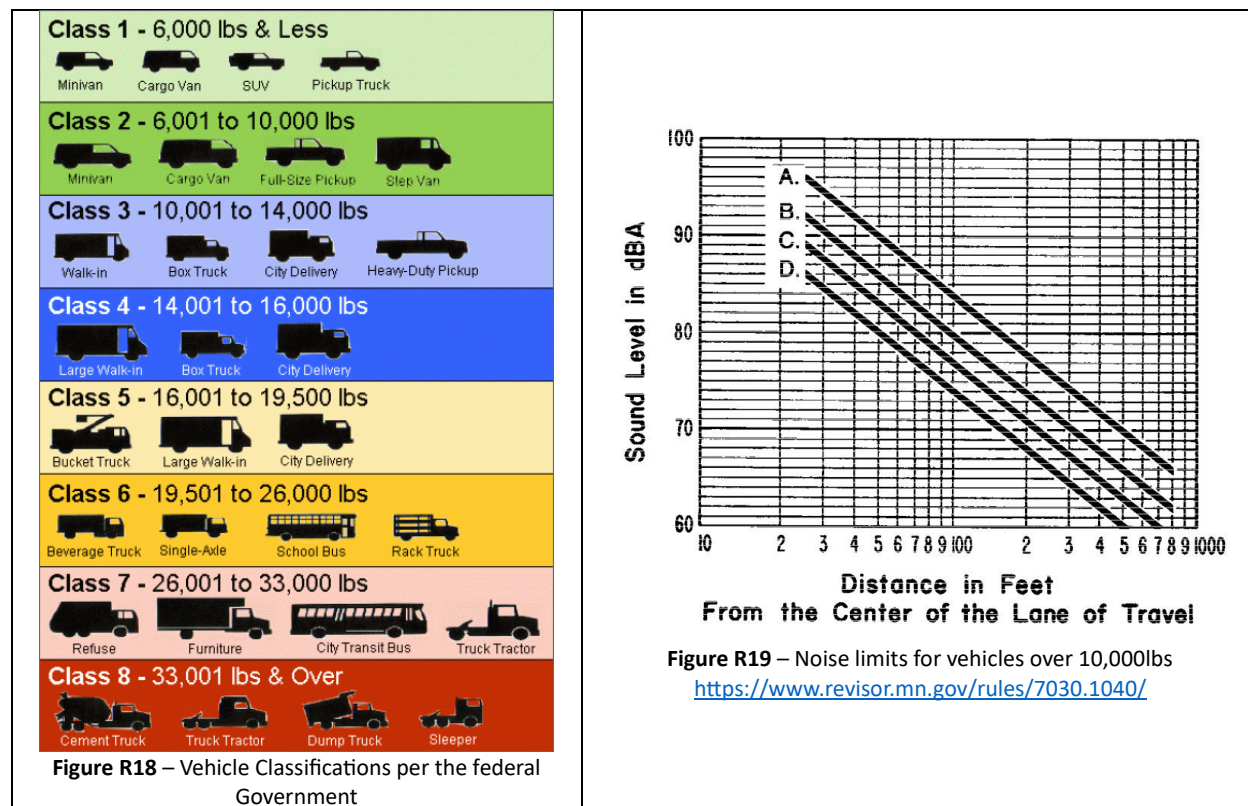 Class 1 - 6,000 lbs & Less
Minivan Cargo Van SUV Pickup Truck
Class 2 - 6,001 to 10,000 lbs
Minivan Cargo Van Full-Size Pickup Step Van
Class 3 - 10,001 to 14,000 lbs
Walk-in Box Truck City Delivery Heavy-Duty Pickup
Class 4 - 14,001 to 16,000 lbs
Large Walk-in Box Truck City Delivery
Class 5 - 16,001 to 19,500 lbs
Bucket Truck Large Walk-in City Delivery
Class 6 - 19,501 to 26,000 lbs
Beverage Truck Single-Axle School Bus Rack Truck
Class 7 - 26,001 to 33,000 lbs
Refuse Furniture City Transit Bus Truck Tractor
Class 8 - 33,001 lbs & Over
Cement Truck Truck Tractor Dump Truck Sleeper
Figure R18 – Vehicle Classifications per the federal
Government
100
90
80
70
60
Sound Level in dBA
A.
B.
C.
D.
10 2 3 4 5 6 7 8 9 100 2 3 4 5 6 7 8 9 1000
Distance in Feet
From the Center of the Lane of Travel
Figure R19 – Noise limits for vehicles over 10,000lbs
https://www.revisor.mn.gov/rules/7030.1040/